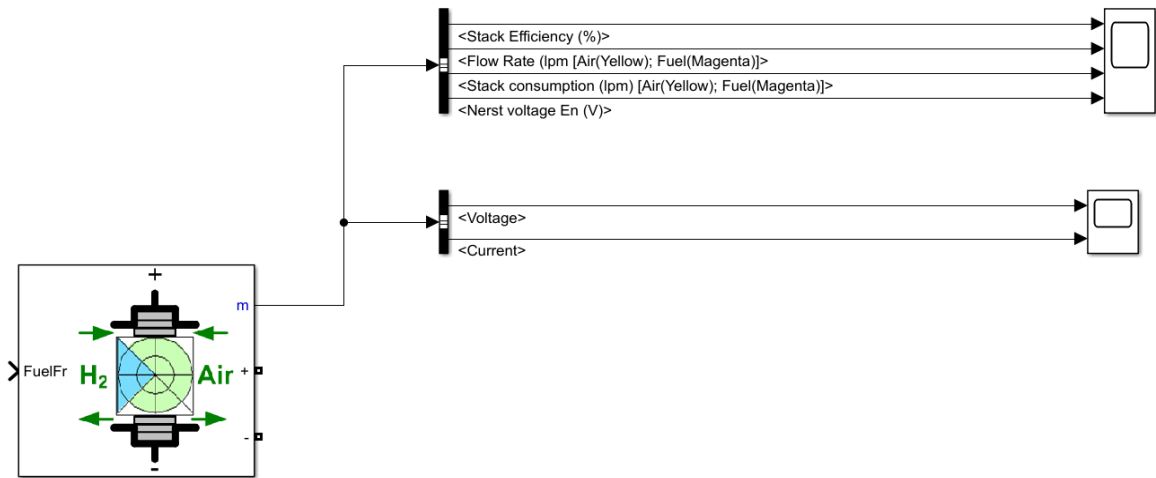 <Stack Efficiency (%)>
<Flow Rate (lpm [Air(Yellow); Fuel(Magenta)]>
<Stack consumption (lpm) [Air(Yellow); Fuel(Magenta)]>
<Nerst voltage En (V)>
<Voltage>
<Current>
+
m
FuelFr
H2
Air
+
-
-